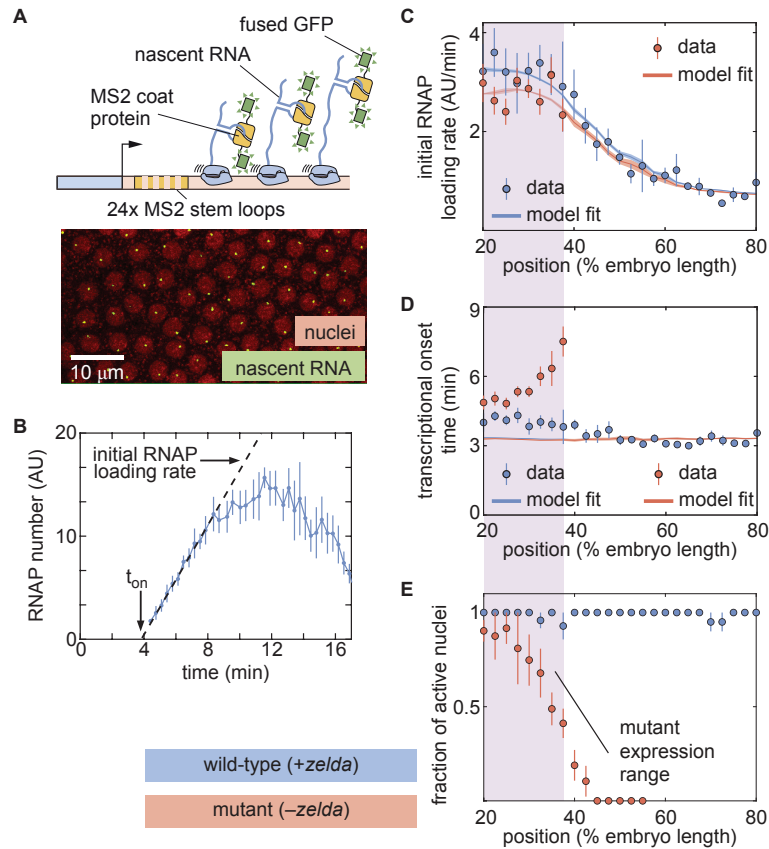 A
fused GFP
nascent RNA
MS2 coat
protein
24x MS2 stem loops
nuclei
10 μm
nascent RNA
B
20
10
0
RNAP number (AU)
initial RNAP
loading rate
t_on
0
4
8
12
16
time (min)
wild-type (+zelda)
mutant (–zelda)
C
4
2
0
initial RNAP
loading rate (AU/min)
data
model fit
data
model fit
20
40
60
80
position (% embryo length)
D
9
6
3
0
transcriptional onset
time (min)
data
data
model fit
model fit
20
40
60
80
position (% embryo length)
E
1
0.5
fraction of active nuclei
mutant
expression
range
20
40
60
80
position (% embryo length)